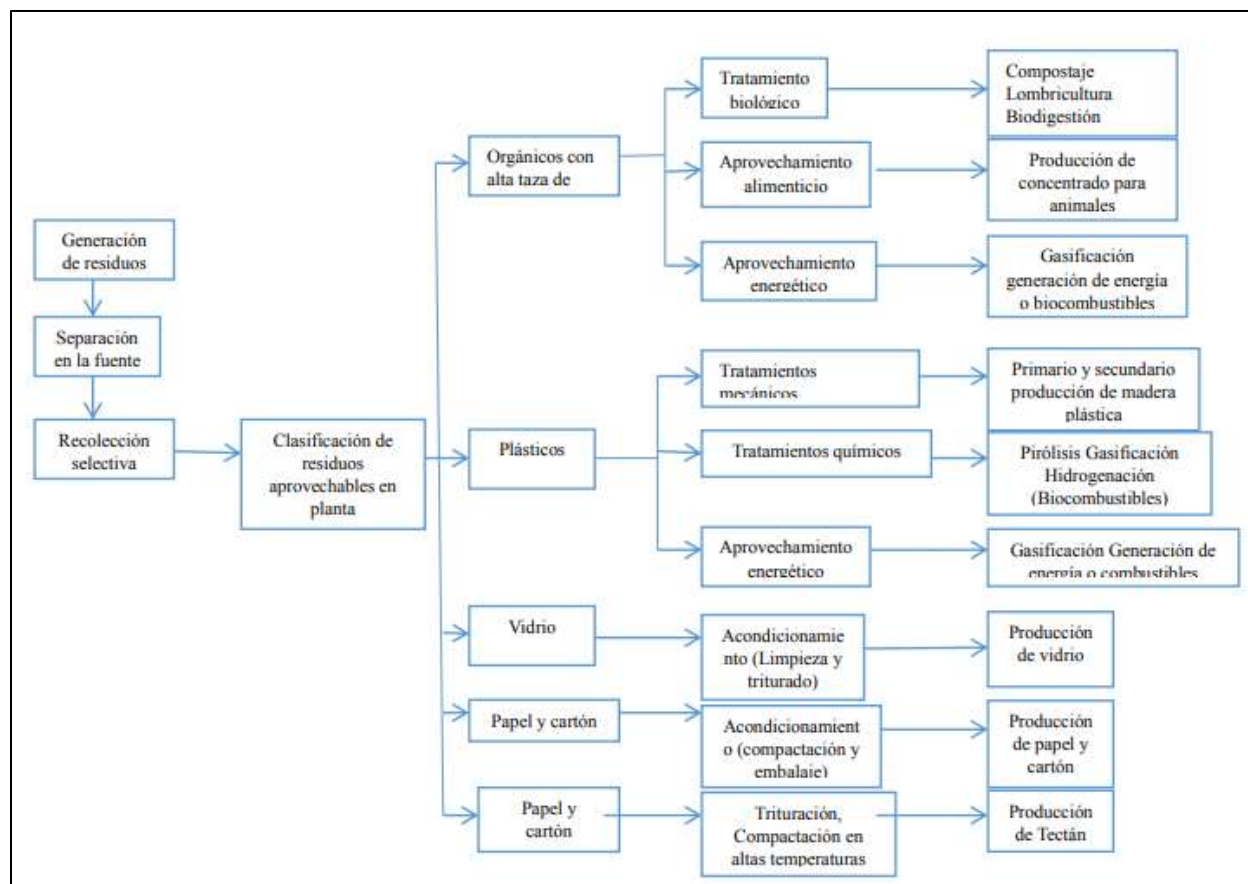 Generación
de residuos
Separación
en la fuente
Recolección
selectiva
Clasificación de
residuos
aprovechables en
planta
Orgánicos con
alta taza de
Tratamiento
biológico
Compostaje
Lombricultura
Biodigestión
Aprovechamiento
alimenticio
Producción de
concentrado para
animales
Aprovechamiento
energético
Gasificación
generación de energía
o biocombustibles
Plásticos
Tratamientos
mecánicos
Primario y secundario
producción de madera
plástica
Tratamientos químicos
Pirólisis Gasificación
Hidrogenación
(Biocombustibles)
Aprovechamiento
energético
Gasificación Generación de
energía o combustibles
Vidrio
Acondicionamie
nto (Limpieza y
triturado)
Producción
de vidrio
Papel y cartón
Acondicionamient
o (compactación y
embalaje)
Producción
de papel y
cartón
Papel y
cartón
Trituración,
Compactación en
altas temperaturas
Producción
de Tectán